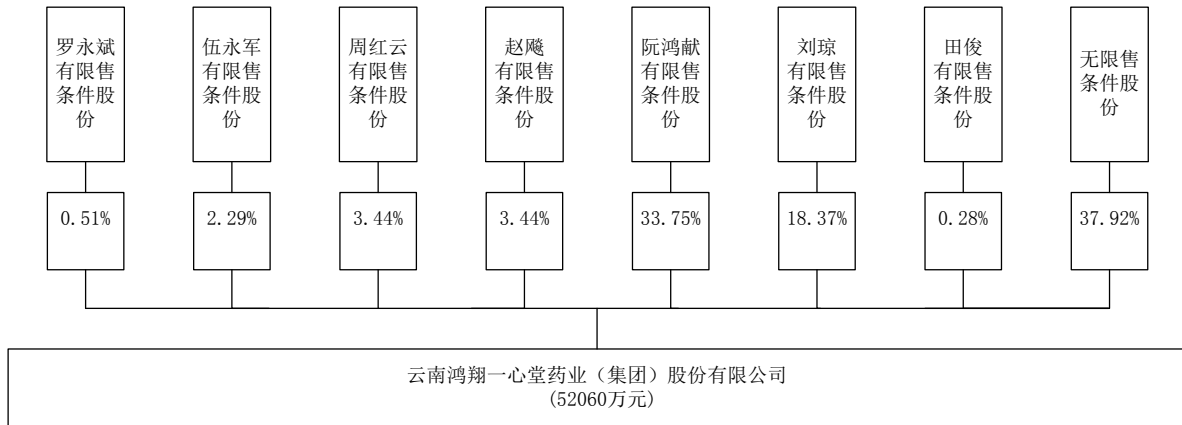 罗永斌
有限售
条件股
份
伍永军
有限售
条件股
份
周红云
有限售
条件股
份
赵飚
有限售
条件股
份
阮鸿献
有限售
条件股
份
刘琼
有限售
条件股
份
田俊
有限售
条件股
份
无限售
条件股
份
0.51%
2.29%
3.44%
3.44%
33.75%
18.37%
0.28%
37.92%
云南鸿翔一心堂药业（集团）股份有限公司
(52060万元)